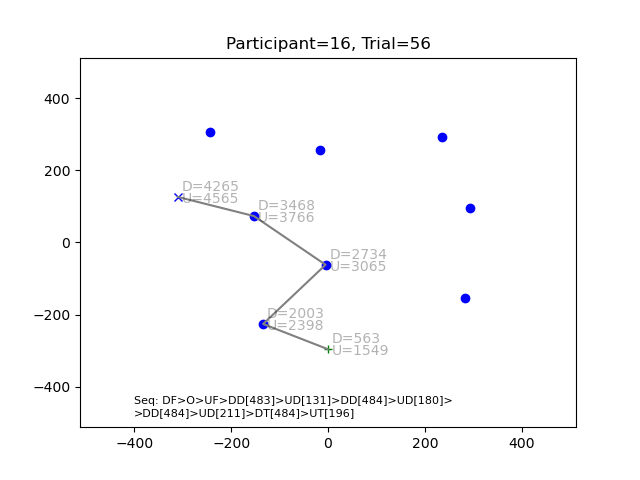 Participant=16, Trial=56
400
200
0
−200
−400
D=4265
U=4565
D=3468
U=3766
D=2734
U=3065
D=2003
U=2398
D=563
U=1549
Seq: DF>O>UF>DD[483]>UD[131]>DD[484]>UD[180]>
>DD[484]>UD[211]>DT[484]>UT[196]
−400 −200 0 200 400